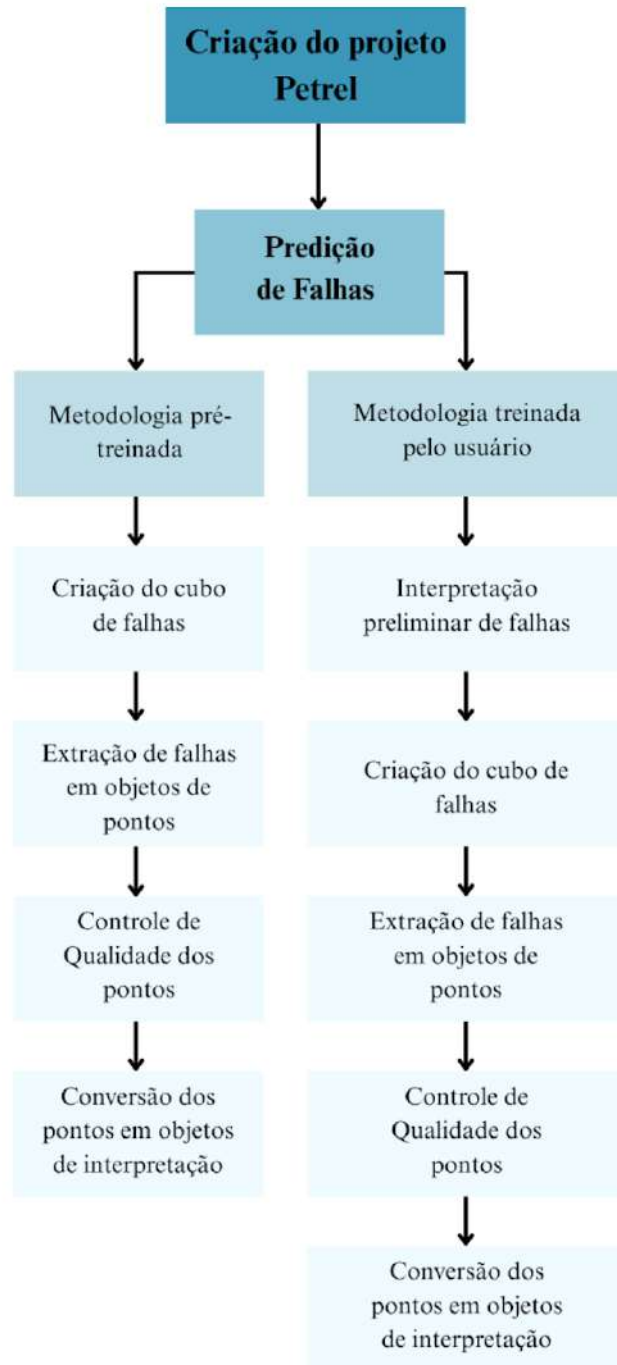 Criação do projeto
Petrel
Predição
de Falhas
Metodologia pré-
treinada
Criação do cubo
de falhas
Extração de falhas
em objetos de
pontos
Controle de
Qualidade dos
pontos
Conversão dos
pontos em objetos
de interpretação
Metodologia treinada
pelo usuário
Interpretação
preliminar de falhas
Criação do cubo de
falhas
Extração de falhas
em objetos de
pontos
Controle de
Qualidade dos
pontos
Conversão dos
pontos em objetos
de interpretação